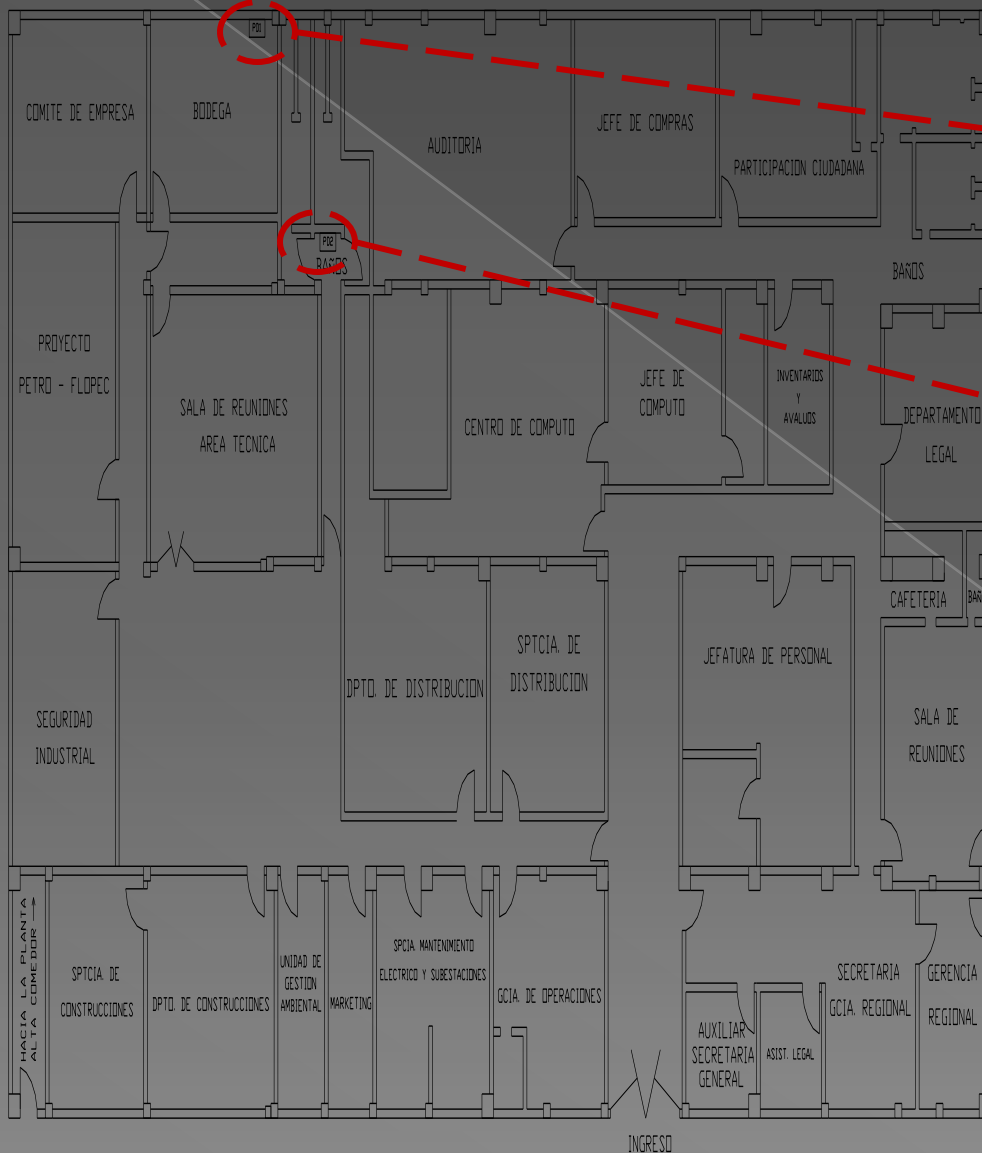 PD1
COMITE DE EMPRESA
BODEGA
AUDITORIA
JEFE DE COMPRAS
PARTICIPACION CIUDADANA
PD2
BAÑOS
BAÑOS
PROYECTO
PETRO - FLOPEC
SALA DE REUNIONES
AREA TECNICA
CENTRO DE COMPUTO
JEFE DE
COMPUTO
INVENTARIOS
Y
AVALUOS
DEPARTAMENTO
LEGAL
CAFETERIA
SEGURIDAD
INDUSTRIAL
DPTO. DE DISTRIBUCION
SPTCIA. DE
DISTRIBUCION
JEFATURA DE PERSONAL
SALA DE
REUNIONES
HACIA LA PLANTA
ALTA COMEDOR →
SPTCIA. DE
CONSTRUCCIONES
DPTO. DE CONSTRUCCIONES
UNIDAD DE
GESTION
AMBIENTAL
MARKETING
SPCIA. MANTENIMIENTO
ELECTRICO Y SUBESTACIONES
GCIA. DE OPERACIONES
AUXILIAR
SECRETARIA
GENERAL
ASIST. LEGAL
SECRETARIA
GCIA. REGIONAL
GERENCIA
REGIONAL
INGRESO